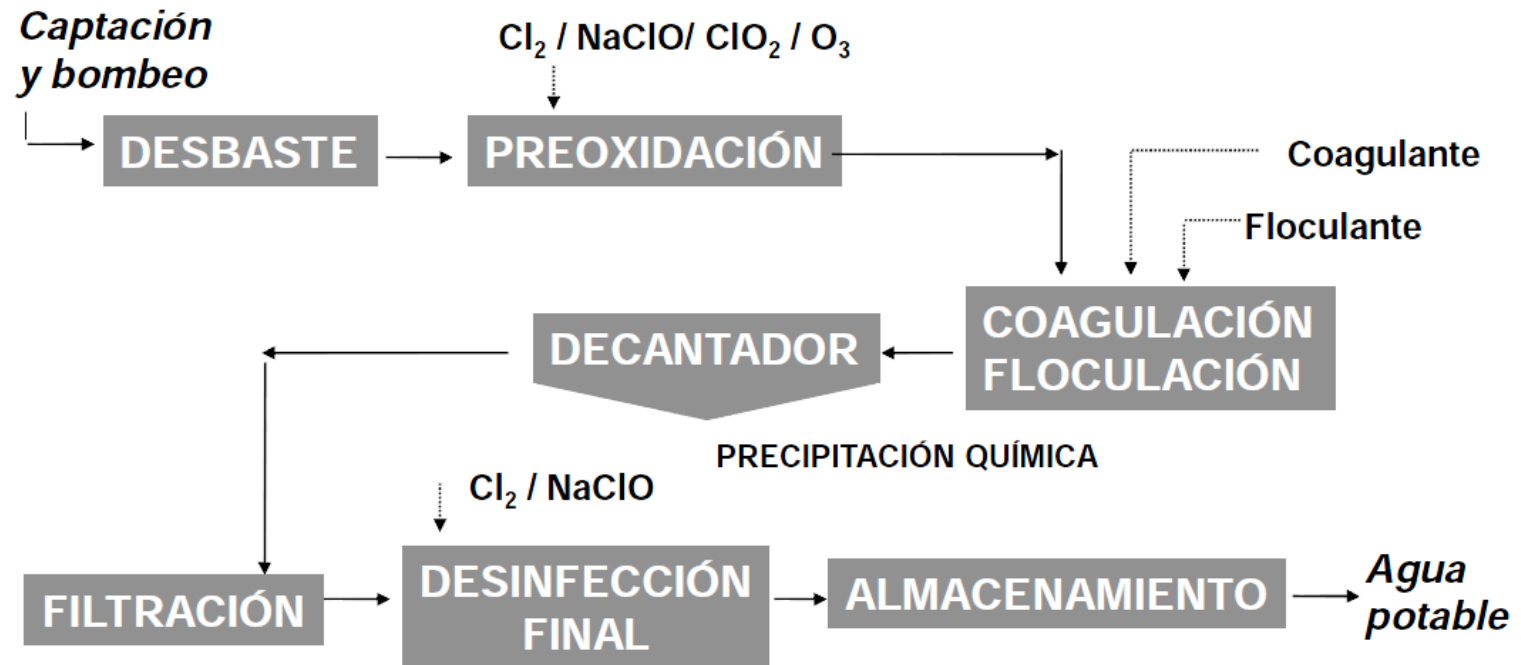 Captación
y bombeo
Cl₂ / NaClO/ ClO₂ / O₃
DESBASTE
PREOXIDACIÓN
Coagulante
Floculante
COAGULACIÓN
FLOCULACIÓN
DECANTADOR
PRECIPITACIÓN QUÍMICA
Cl₂ / NaClO
FILTRACIÓN
DESINFECCIÓN
FINAL
ALMACENAMIENTO
Agua
potable